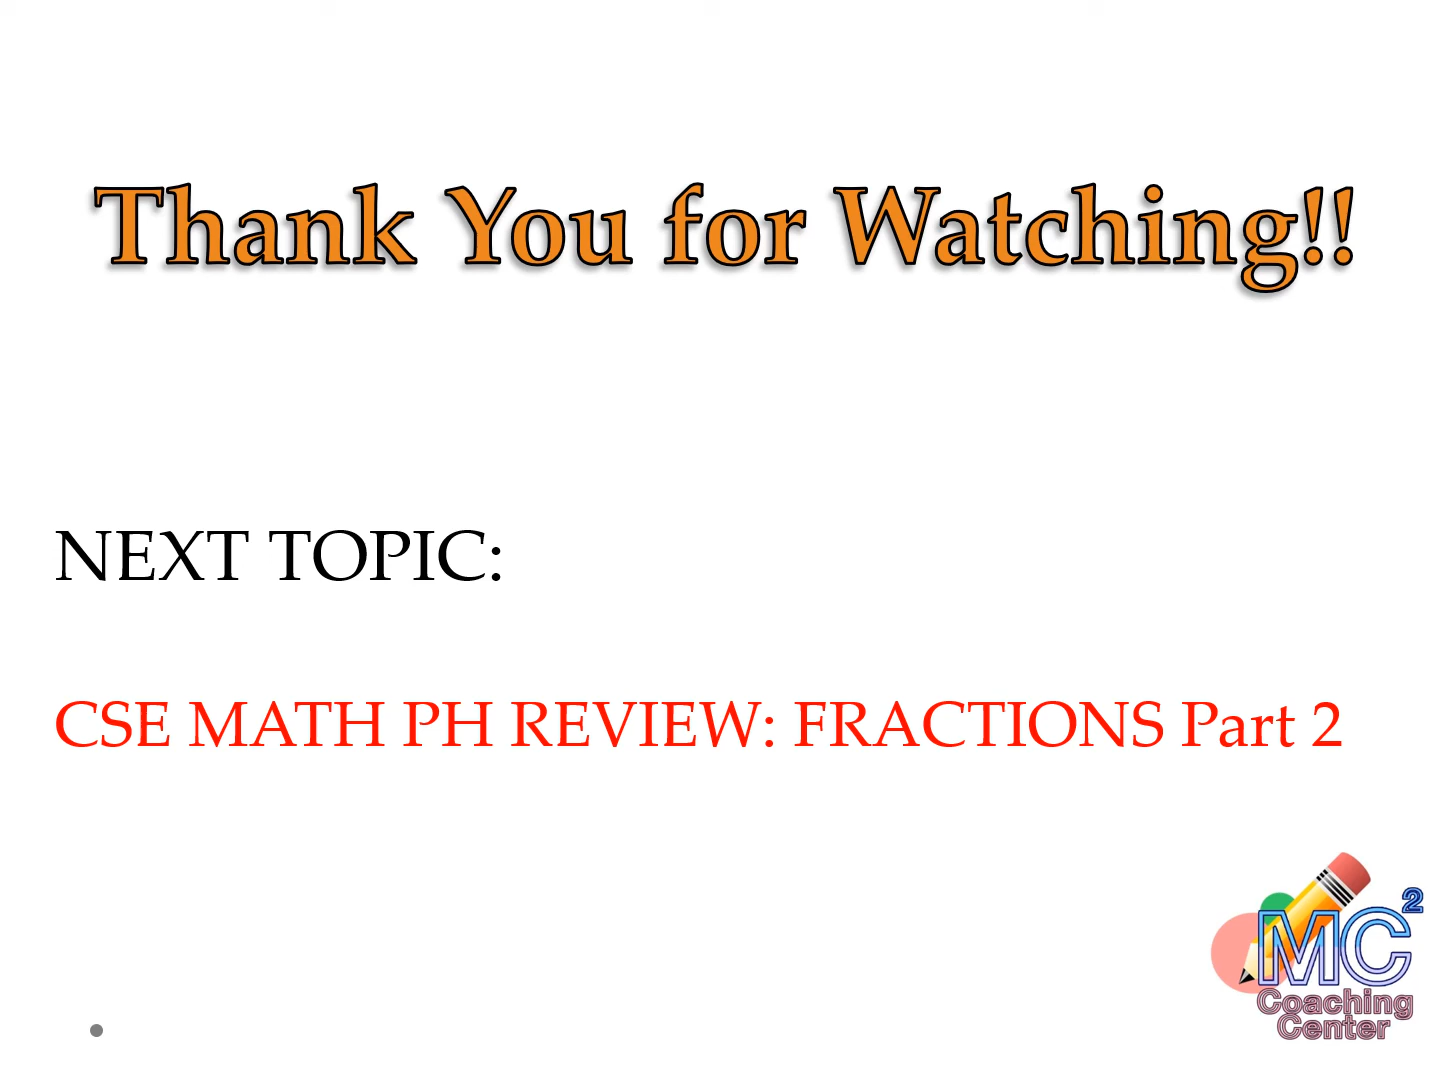 Thank You for Watching!!
NEXT TOPIC:
CSE MATH PH REVIEW: FRACTIONS Part 2
MC²
Coaching
Center